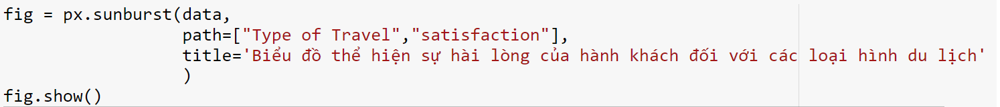 fig = px.sunburst(data,
path=["Type of Travel","satisfaction"],
title='Biểu đồ thể hiện sự hài lòng của hành khách đối với các loại hình du lịch'
)
fig.show()